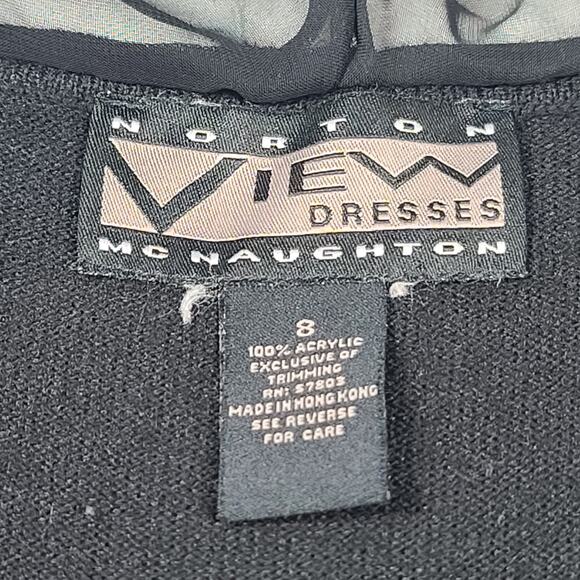 NORTON
VIEW
DRESSES
MCNAUGHTON
8
100% ACRYLIC
EXCLUSIVE OF
TRIMMING
RN: 57803
MADE IN HONG KONG
SEE REVERSE
FOR CARE